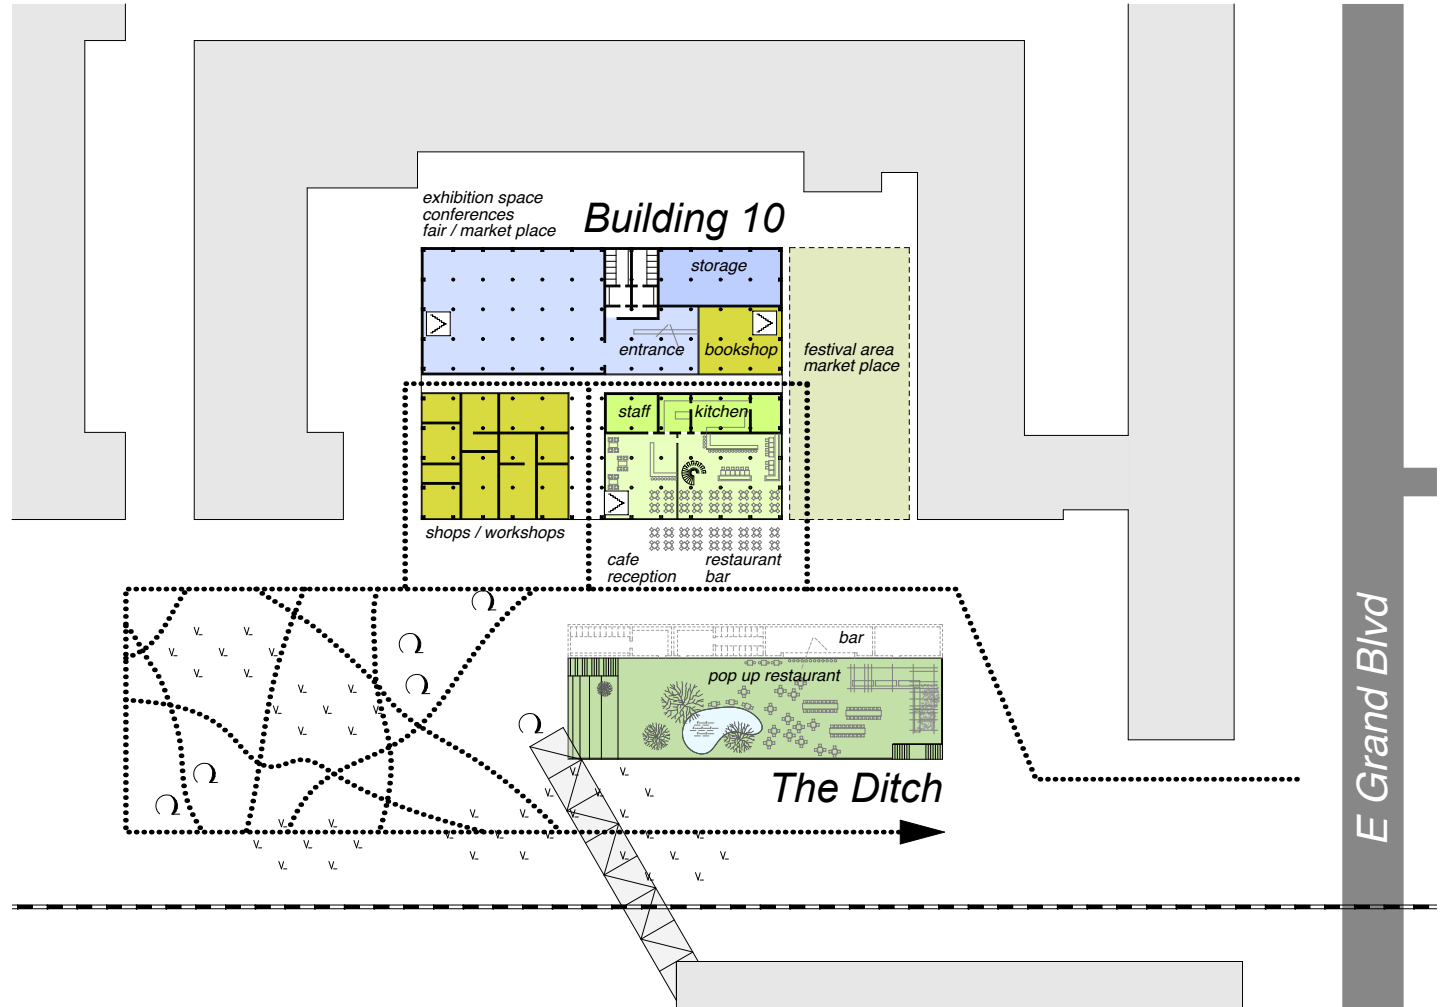 exhibition space
conferences
fair / market place
Building 10
storage
entrance
bookshop
festival area
market place
staff
kitchen
shops / workshops
cafe
reception
restaurant
bar
bar
pop up restaurant
The Ditch
E Grand Blvd